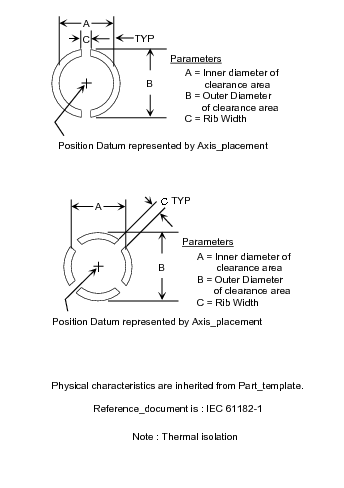 A
C
TYP
B
Parameters
A = Inner diameter of
clearance area
B = Outer Diameter
of clearance area
C = Rib Width
Position Datum represented by Axis_placement
A
C TYP
B
Parameters
A = Inner diameter of
clearance area
B = Outer Diameter
of clearance area
C = Rib Width
Position Datum represented by Axis_placement
Physical characteristics are inherited from Part_template.
Reference_document is : IEC 61182-1
Note : Thermal isolation